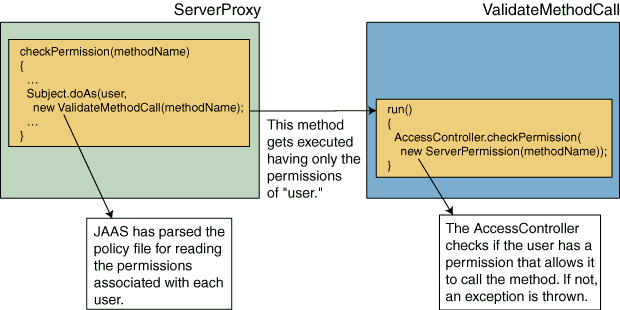 ServerProxy
checkPermission(methodName)
{
...
Subject.doAs(user,
new ValidateMethodCall(methodName);
...
}
This method
gets executed
having only the
permissions
of "user."
JAAS has parsed the
policy file for reading
the permissions
associated with each
user.
ValidateMethodCall
run()
{
AccessController.checkPermission(
new ServerPermission(methodName));
}
The AccessController
checks if the user has a
permission that allows it
to call the method. If not,
an exception is thrown.